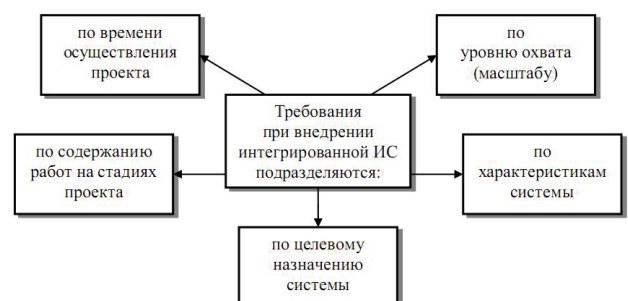 по времени
осуществления
проекта
по
уровню охвата
(масштабу)
Требования
при внедрении
интегрированной ИС
подразделяются:
по содержанию
работ на стадиях
проекта
по
характеристикам
системы
по целевому
назначению
системы